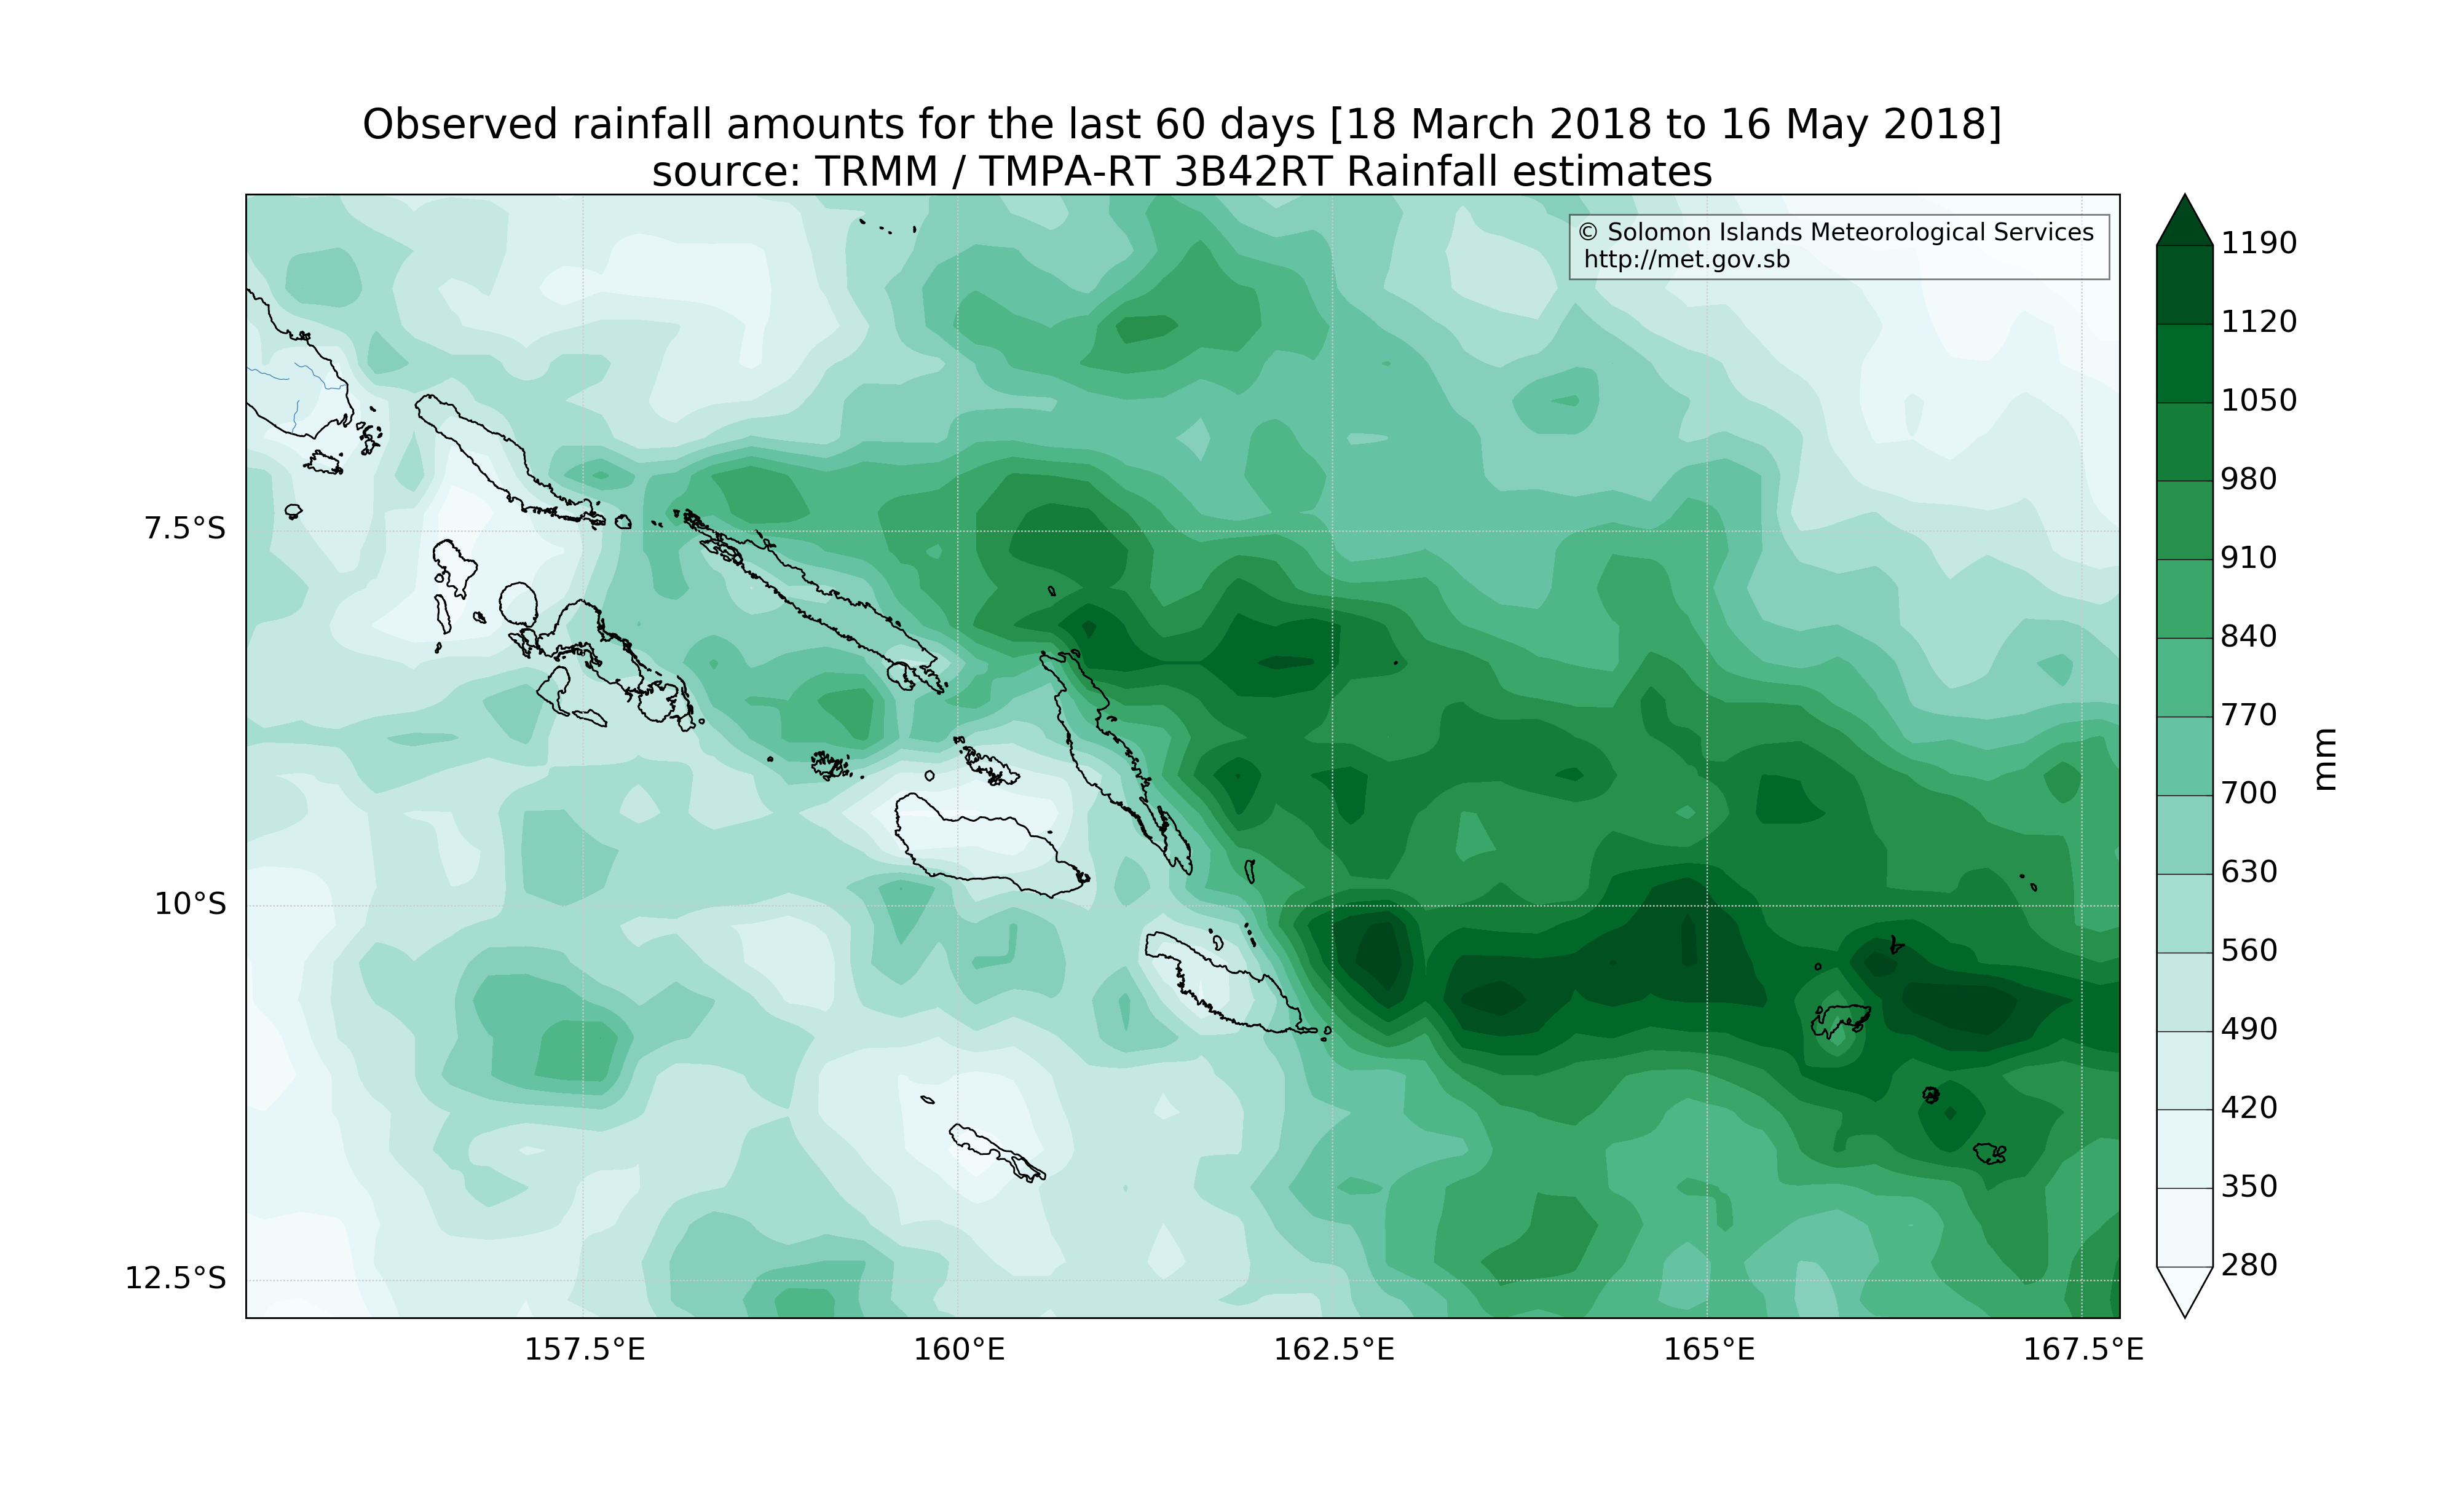 Observed rainfall amounts for the last 60 days [18 March 2018 to 16 May 2018]
source: TRMM / TMPA-RT 3B42RT Rainfall estimates
© Solomon Islands Meteorological Services
http://met.gov.sb
7.5°S
10°S
12.5°S
157.5°E
160°E
162.5°E
165°E
167.5°E
1190
1120
1050
980
910
840
770
700
630
560
490
420
350
280
mm